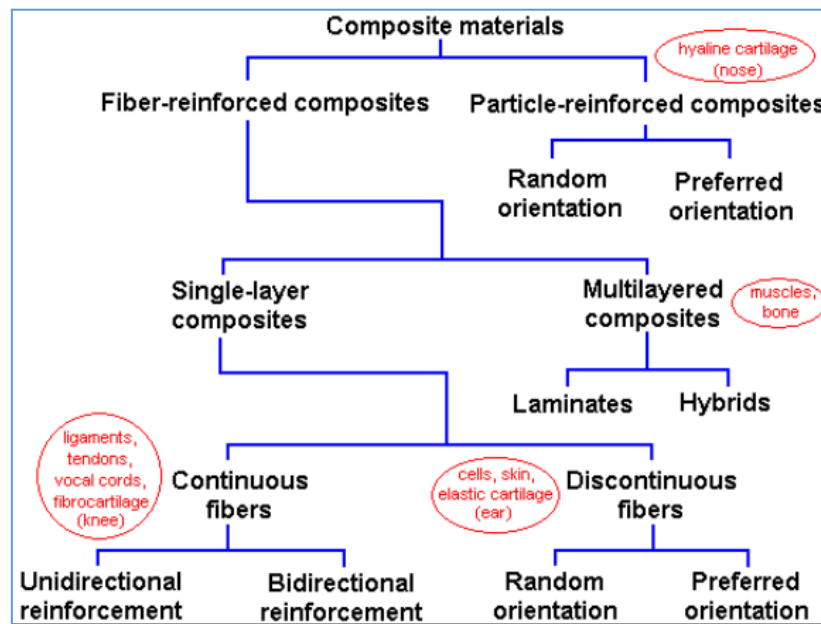 Composite materials
hyaline cartilage
(nose)
Fiber-reinforced composites
Particle-reinforced composites
Random
orientation
Preferred
orientation
Single-layer
composites
Multilayered
composites
muscles,
bone
Laminates
Hybrids
ligaments,
tendons,
vocal cords,
fibrocartilage
(knee)
Continuous
fibers
cells, skin,
elastic cartilage
(ear)
Discontinuous
fibers
Unidirectional
reinforcement
Bidirectional
reinforcement
Random
orientation
Preferred
orientation